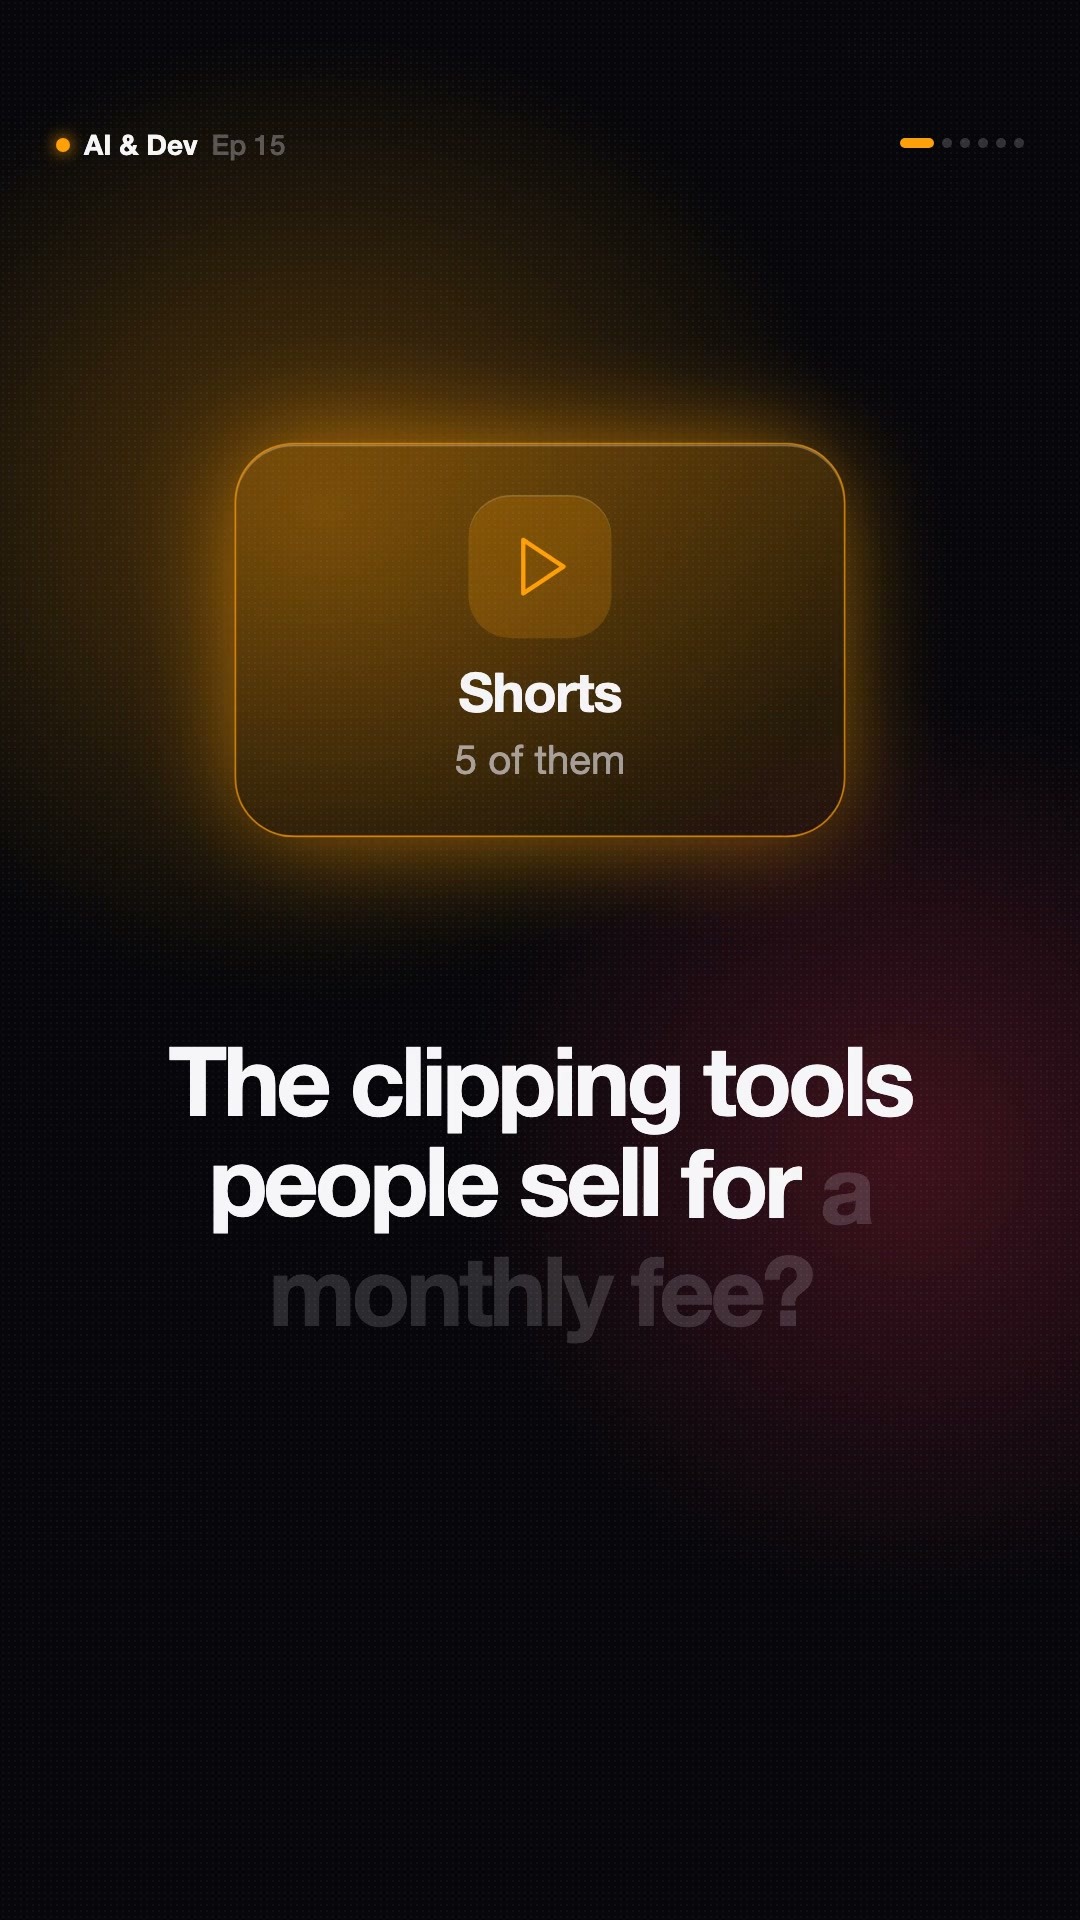 AI & Dev Ep 15
Shorts
5 of them
The clipping tools
people sell for a
monthly fee?